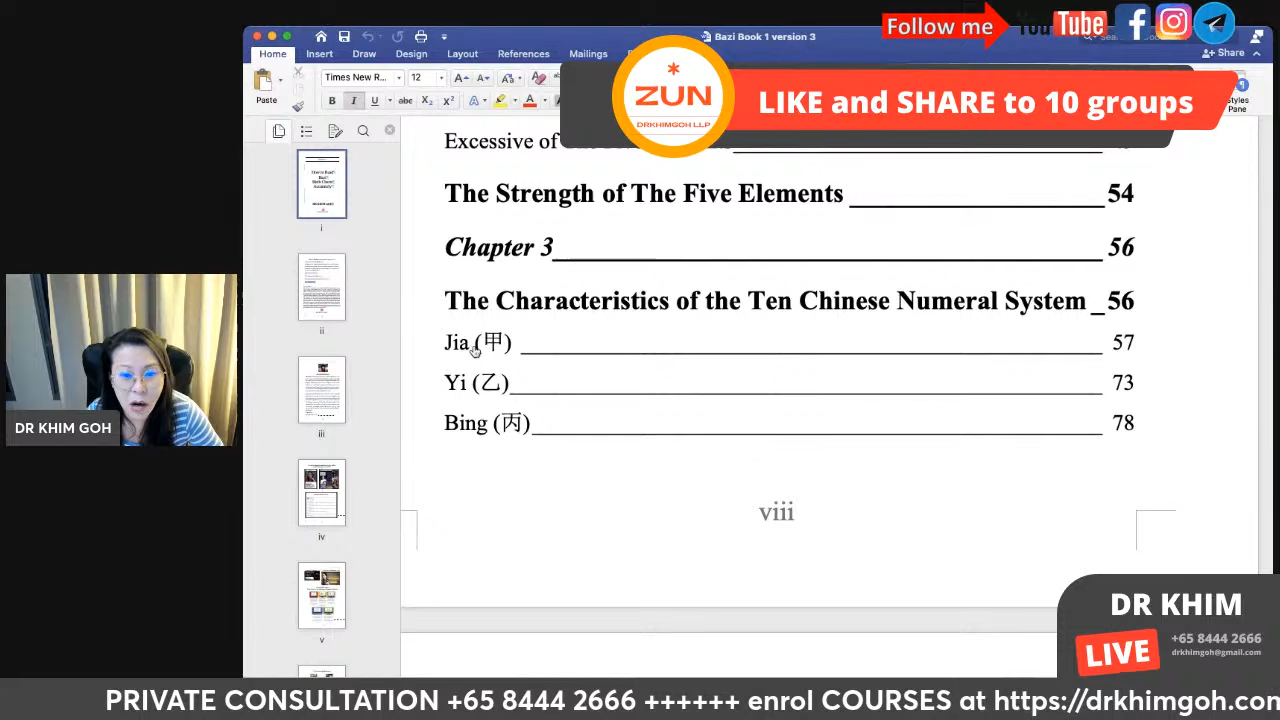 Follow me
YouTube
Bazi Book 1 version 3
Home Insert Draw Design Layout References Mailings
Share
Times New R... 12
Paste
Styles
Pane
ZUN
DRKHIMGOH LLP
LIKE and SHARE to 10 groups
Excessive of
The Strength of The Five Elements 54
Chapter 3 56
The Characteristics of the Ten Chinese Numeral System 56
Jia (甲) 57
Yi (乙) 73
Bing (丙) 78
viii
i
ii
iii
iv
v
DR KHIM GOH
DR KHIM
LIVE
+65 8444 2666
drkhimgoh@gmail.com
PRIVATE CONSULTATION +65 8444 2666 ++++++ enrol COURSES at https://drkhimgoh.con